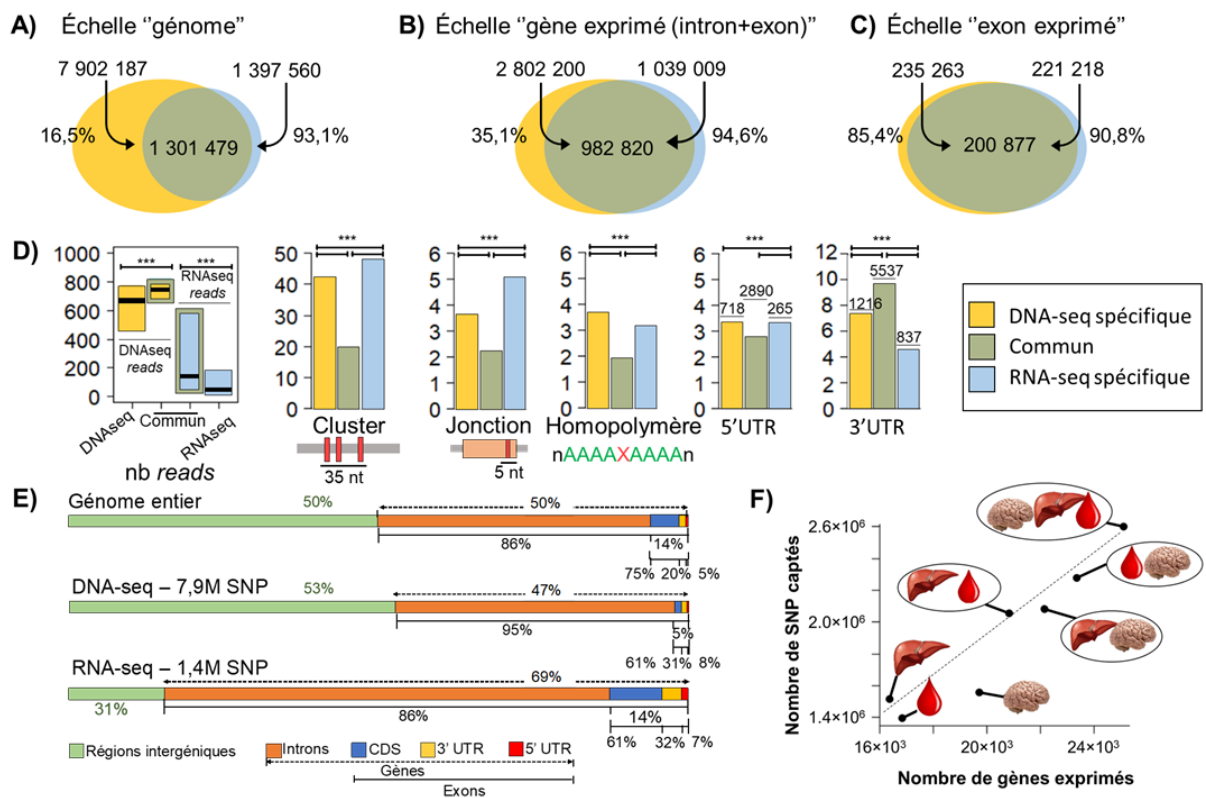 A) Échelle ‘’génome’’
7 902 187
1 397 560
16,5%
1 301 479
93,1%
B) Échelle ‘’gène exprimé (intron+exon)’’
2 802 200
1 039 009
35,1%
982 820
94,6%
C) Échelle ‘’exon exprimé’’
235 263
221 218
85,4%
200 877
90,8%
D)
1000
800
600
400
200
0
***
***
RNAseq
reads
DNAseq
reads
DNAseq
Commun
RNAseq
nb reads
50
40
30
20
10
0
***
Cluster
35 nt
6
5
4
3
2
1
0
***
Jonction
5 nt
6
5
4
3
2
1
0
***
Homopolymère
nAAAAXAAAAn
6
5
4
3
2
1
0
***
718
2890
265
5’UTR
12
10
8
6
4
2
0
***
1216
5537
837
3’UTR
DNA-seq spécifique
Commun
RNA-seq spécifique
E)
Génome entier
50%
50%
86%
14%
75% 20% 5%
DNA-seq – 7,9M SNP
53%
47%
95%
5%
61% 31% 8%
RNA-seq – 1,4M SNP
69%
31%
86%
14%
61% 32% 7%
Régions intergéniques
Introns
CDS
3' UTR
5' UTR
Gènes
Exons
F)
Nombre de SNP captés
2.6×10⁶
2.0×10⁶
1.4×10⁶
16×10³
20×10³
24×10³
Nombre de gènes exprimés